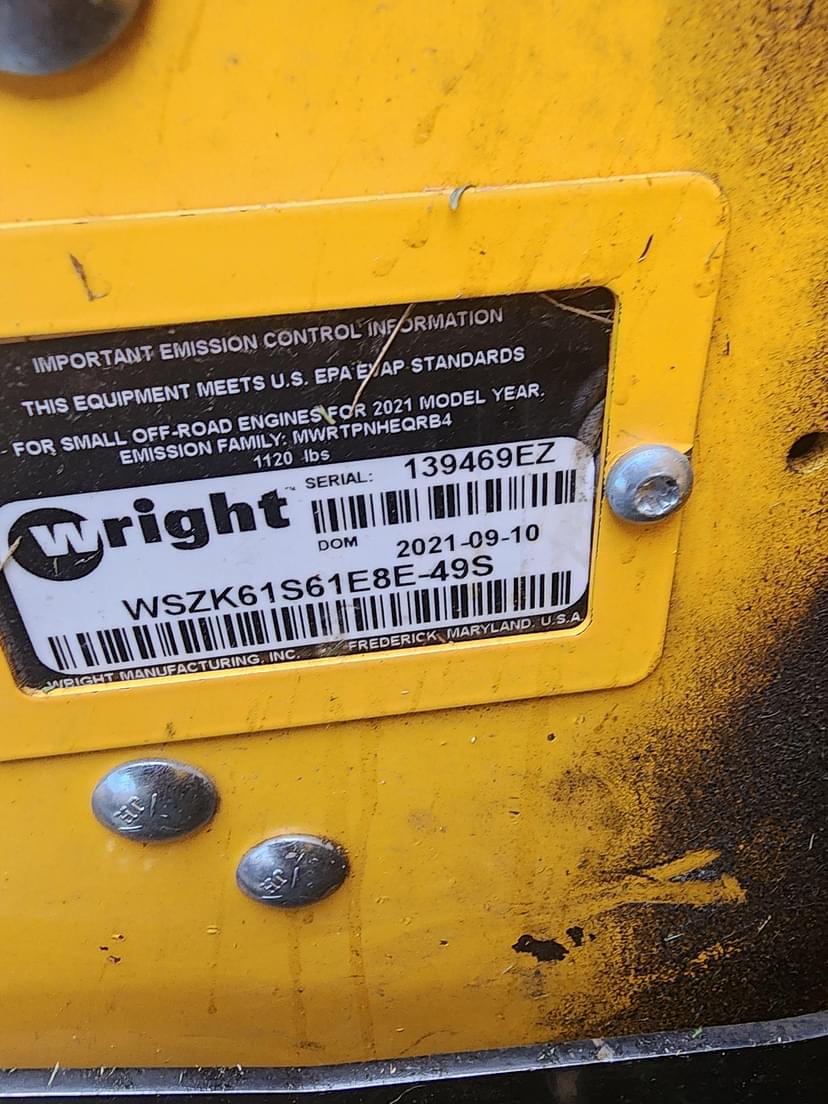 IMPORTANT EMISSION CONTROL INFORMATION
THIS EQUIPMENT MEETS U.S. EPA EVAP STANDARDS
FOR SMALL OFF-ROAD ENGINES FOR 2021 MODEL YEAR.
EMISSION FAMILY: MWRTPNHEQRB4
1120 lbs
wright SERIAL: 139469EZ
DOM 2021-09-10
WSZK61S61E8E-49S
WRIGHT MANUFACTURING, INC. FREDERICK, MARYLAND, U.S.A.